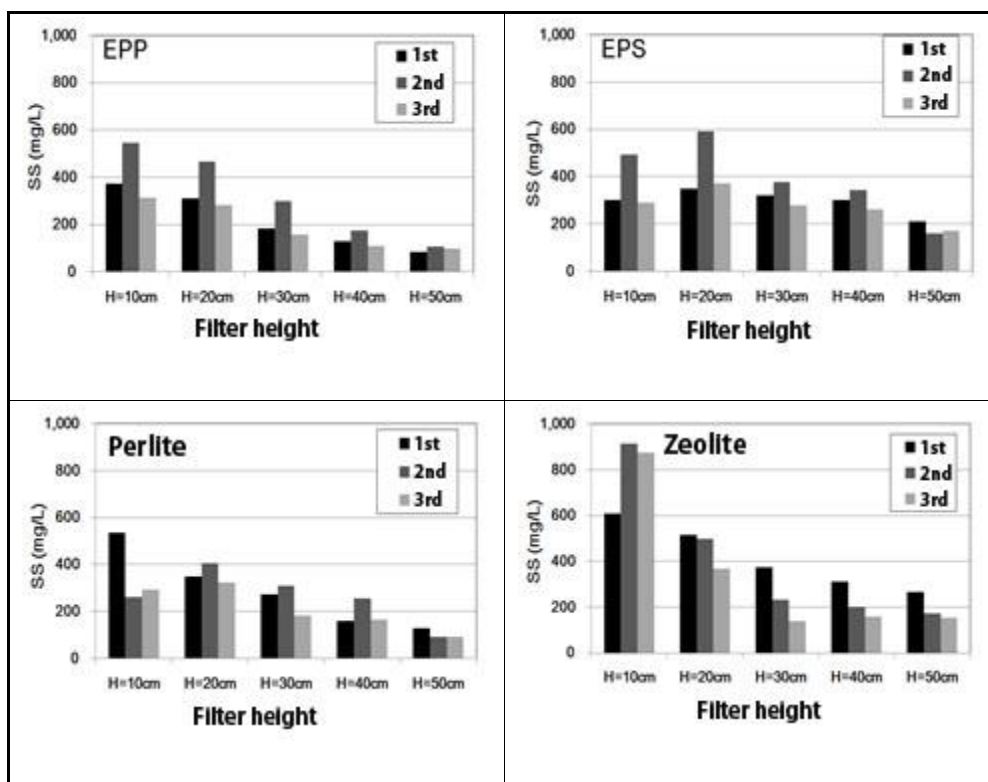 EPP
1,000
800
600
400
200
0
SS (mg/L)
1st
2nd
3rd
H=10cm H=20cm H=30cm H=40cm H=50cm
Filter height
EPS
1,000
800
600
400
200
0
SS (mg/L)
1st
2nd
3rd
H=10cm H=20cm H=30cm H=40cm H=50cm
Filter height
Perlite
1,000
800
600
400
200
0
SS (mg/L)
1st
2nd
3rd
H=10cm H=20cm H=30cm H=40cm H=50cm
Filter height
Zeolite
1,000
800
600
400
200
0
SS (mg/L)
1st
2nd
3rd
H=10cm H=20cm H=30cm H=40cm H=50cm
Filter height